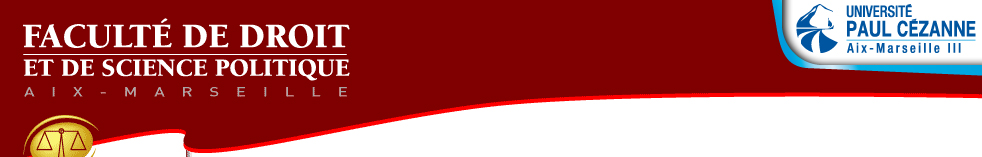 FACULTÉ DE DROIT
ET DE SCIENCE POLITIQUE
AIX-MARSEILLE
UNIVERSITÉ
PAUL CÉZANNE
Aix-Marseille III